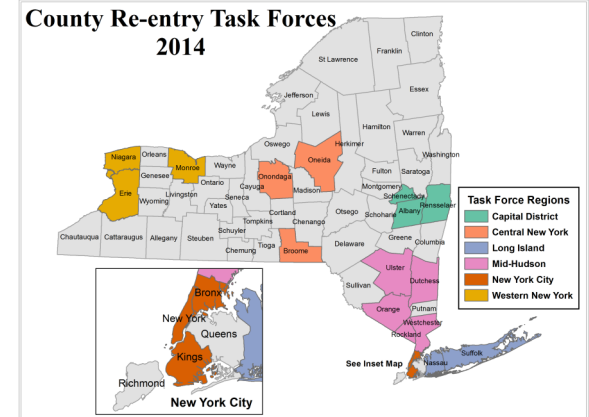 County Re-entry Task Forces
2014
Clinton
Franklin
St Lawrence
Essex
Jefferson
Lewis
Hamilton
Warren
Herkimer
Oswego
Oneida
Washington
Niagara
Orleans
Monroe
Wayne
Fulton
Saratoga
Genesee
Onondaga
Erie
Ontario
Cayuga
Madison
Montgomery
Schenectady
Rensselaer
Wyoming
Livingston
Seneca
Yates
Cortland
Otsego
Schoharie
Albany
Tompkins
Chenango
Schuyler
Greene
Columbia
Chautauqua
Cattaraugus
Allegany
Steuben
Tioga
Chemung
Broome
Delaware
Ulster
Dutchess
Sullivan
Orange
Putnam
Westchester
Rockland
See Inset Map
Nassau
Suffolk
Task Force Regions
Capital District
Central New York
Long Island
Mid-Hudson
New York City
Western New York
Bronx
New York
Queens
Kings
Richmond
New York City